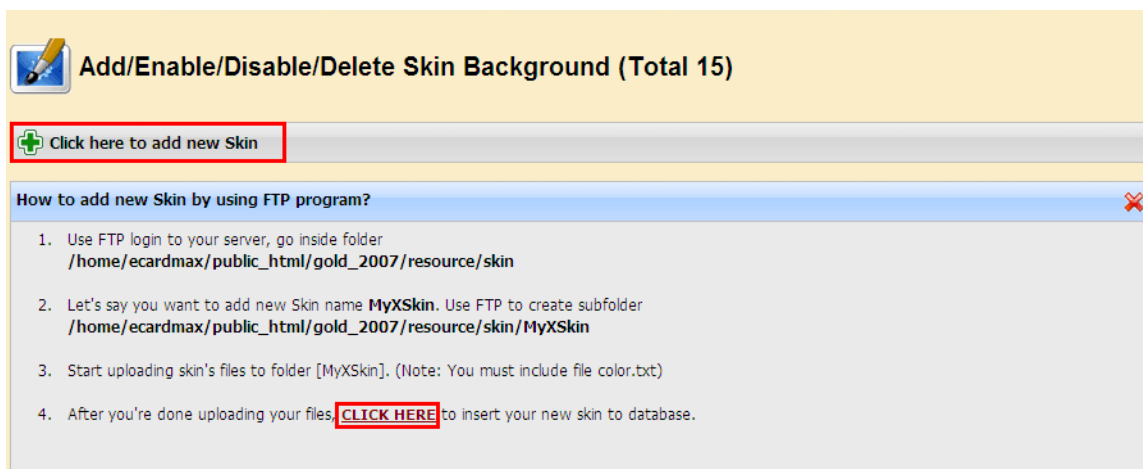 Add/Enable/Disable/Delete Skin Background (Total 15)
Click here to add new Skin
How to add new Skin by using FTP program?
1. Use FTP login to your server, go inside folder
/home/ecardmax/public_html/gold_2007/resource/skin
2. Let's say you want to add new Skin name MyXSkin. Use FTP to create subfolder
/home/ecardmax/public_html/gold_2007/resource/skin/MyXSkin
3. Start uploading skin's files to folder [MyXSkin]. (Note: You must include file color.txt)
4. After you're done uploading your files, CLICK HERE to insert your new skin to database.